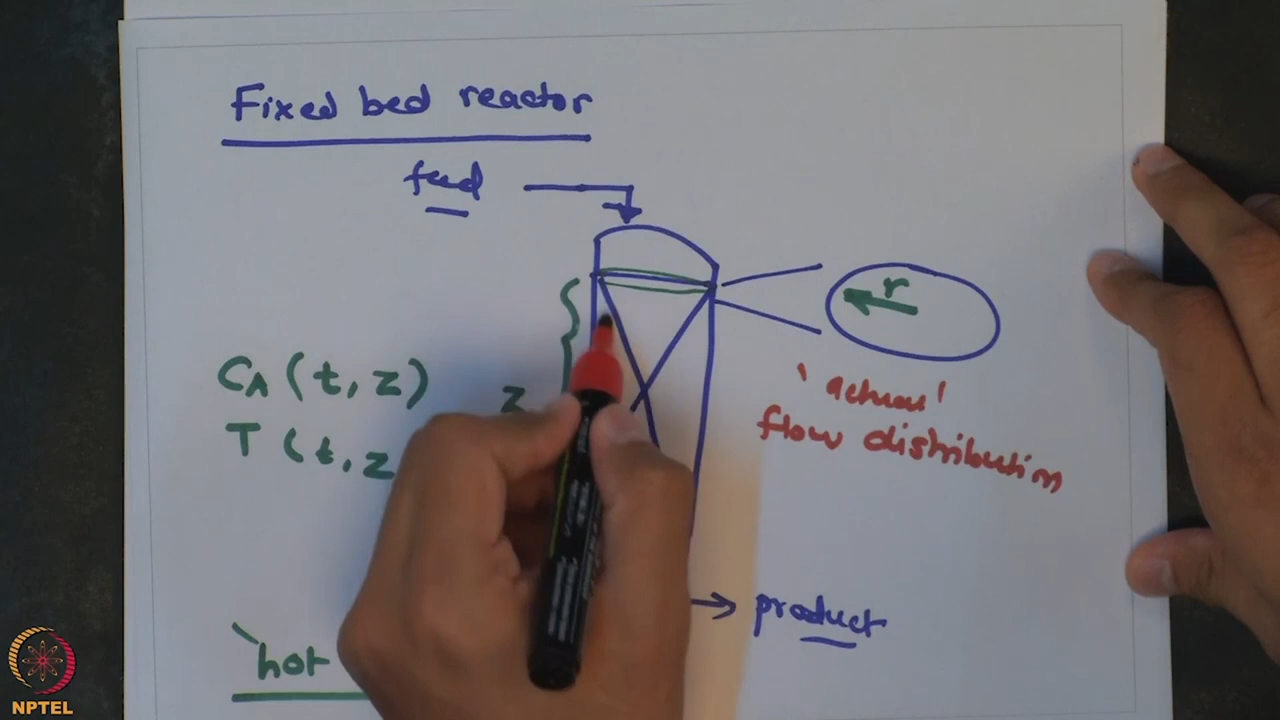 Fixed bed reactor
feed
r
CA (t, z)
z
T (t, z
'actual'
flow distribution
product
'hot
NPTEL